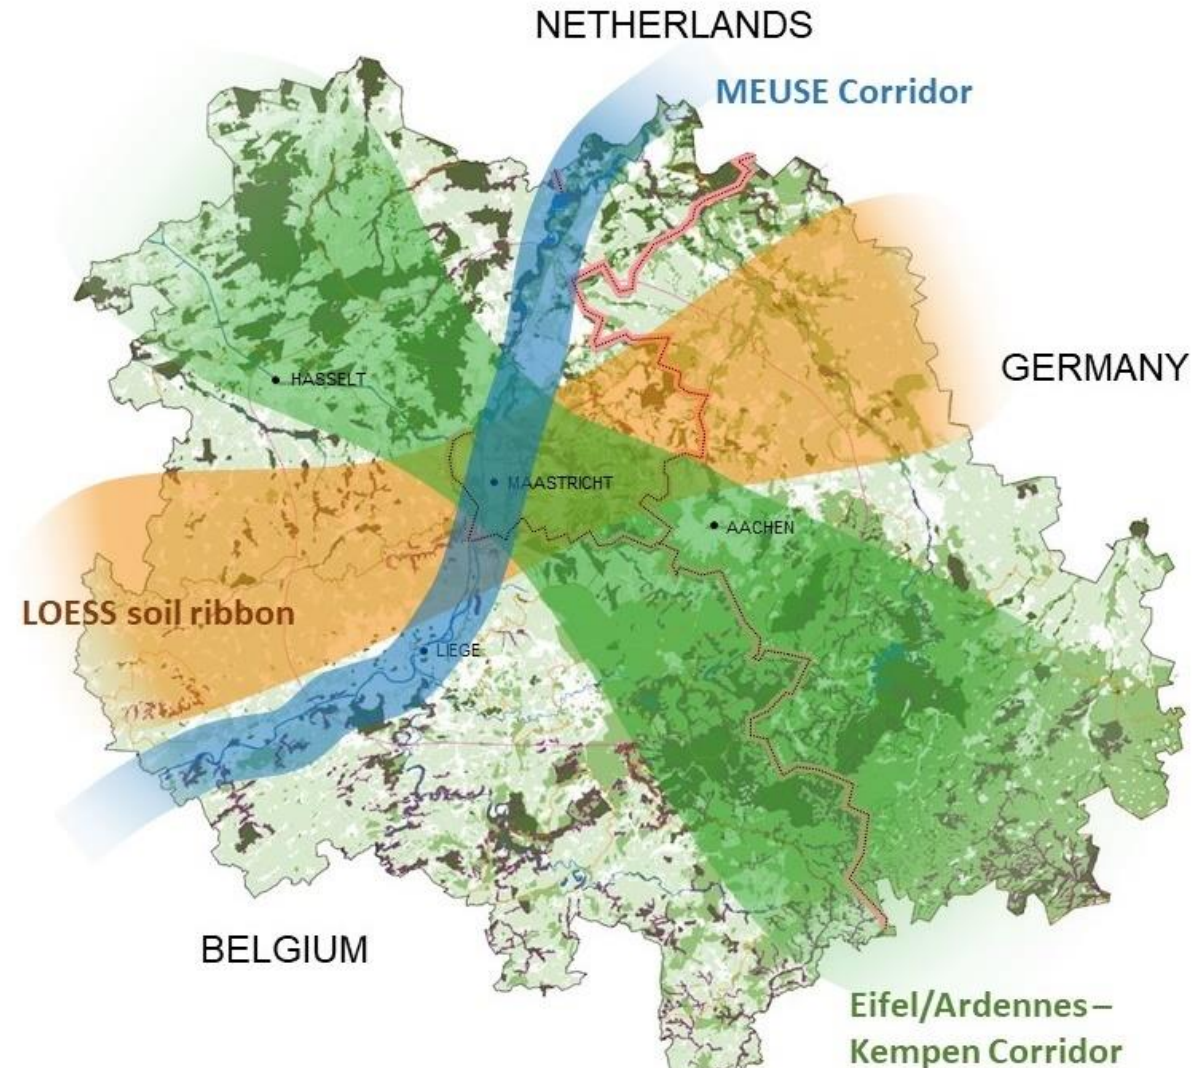 NETHERLANDS
MEUSE Corridor
GERMANY
HASSELT
MAASTRICHT
AACHEN
LOESS soil ribbon
LIEGE
BELGIUM
Eifel/Ardennes –
Kempen Corridor